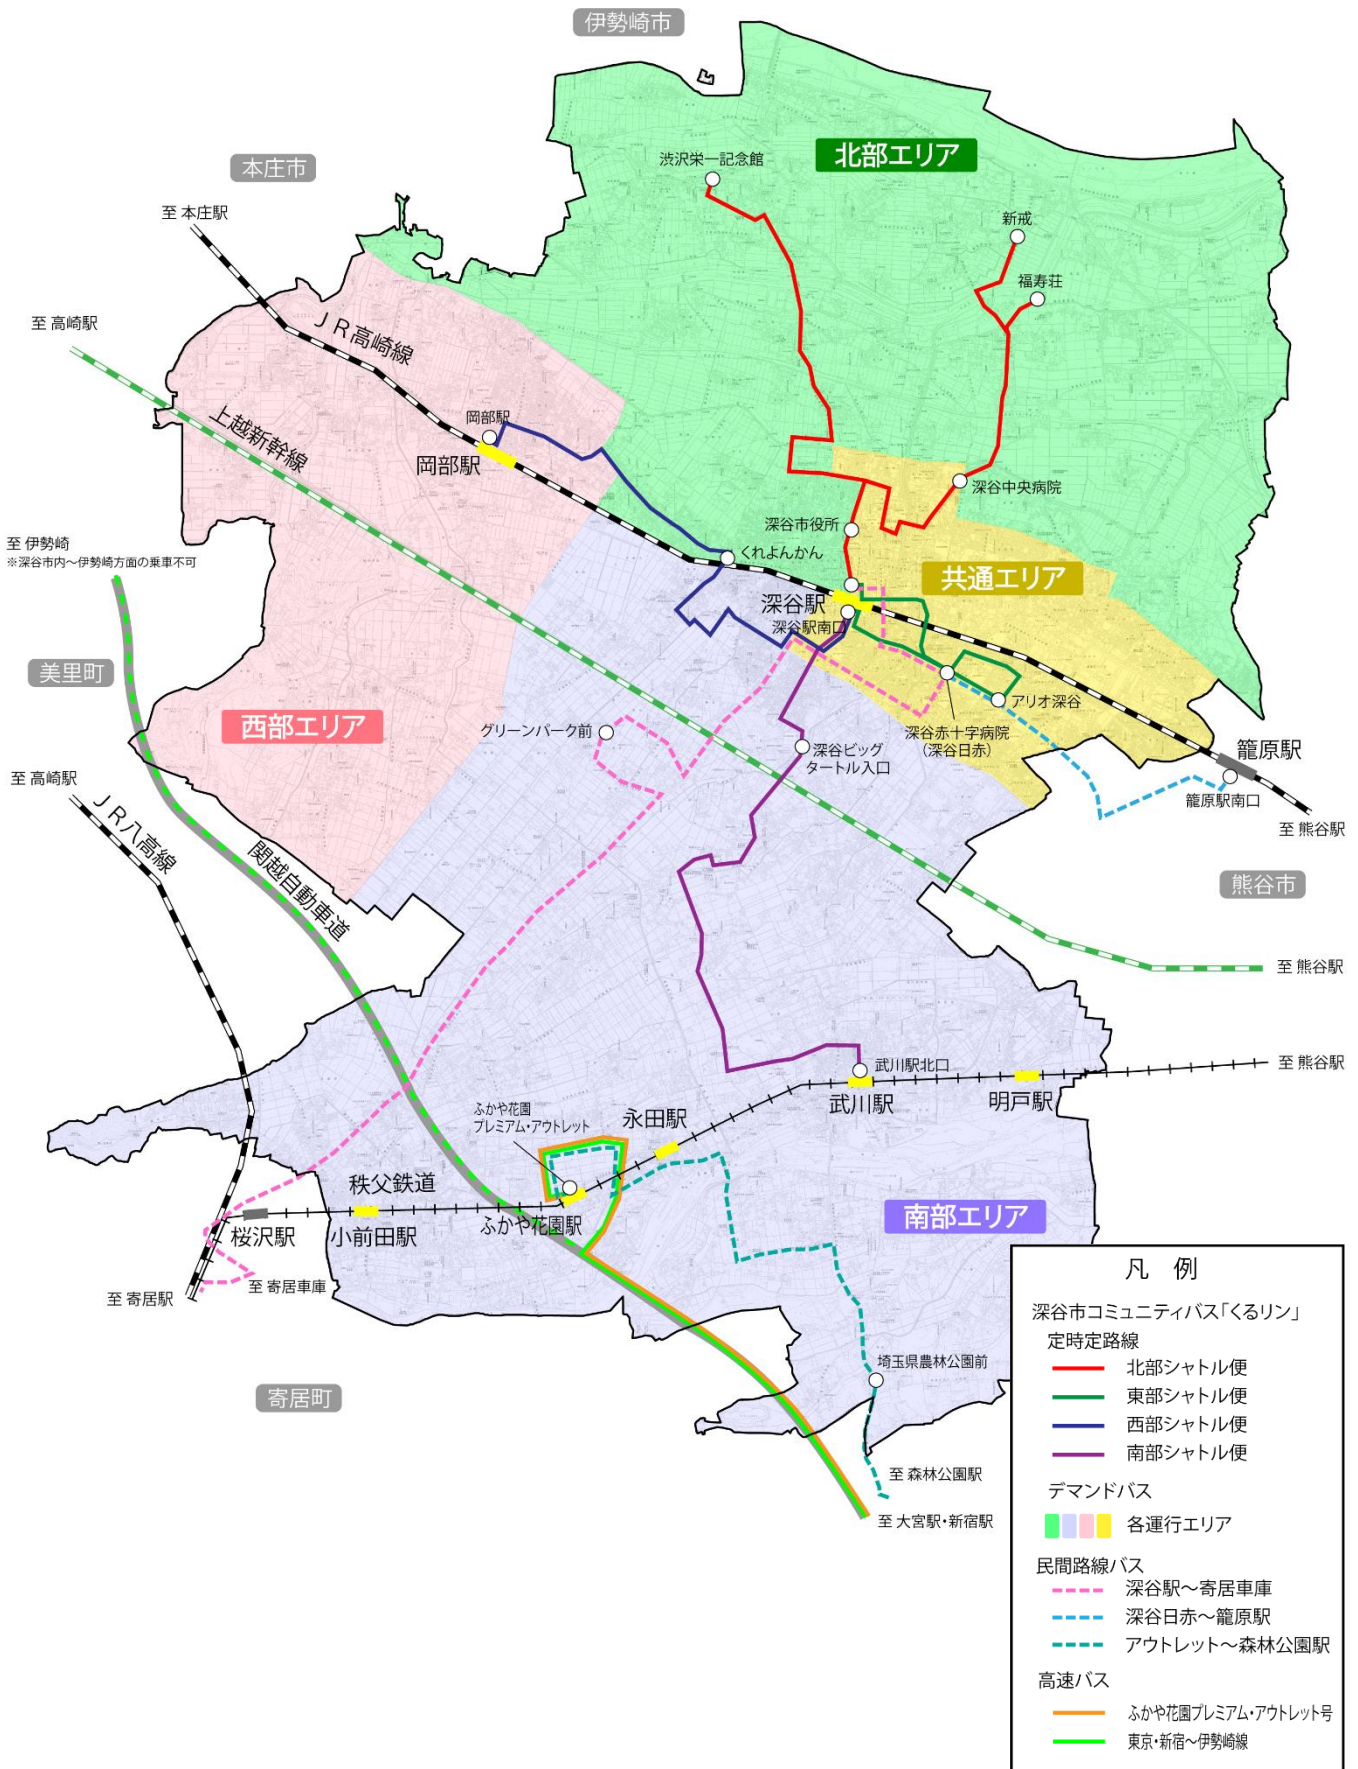 伊勢崎市
本庄市
至 本庄駅
北部エリア
渋沢栄一記念館
新戒
福寿荘
至 高崎駅
JR高崎線
上越新幹線
岡部駅
岡部駅
深谷中央病院
深谷市役所
くれよんかん
至 伊勢崎
※深谷市内～伊勢崎方面の乗車不可
共通エリア
深谷駅
深谷駅南口
美里町
西部エリア
グリーンパーク前
アリオ深谷
深谷赤十字病院
(深谷日赤)
深谷ビッグ
タートル入口
籠原駅
籠原駅南口
至 高崎駅
JR八高線
関越自動車道
至 熊谷駅
熊谷市
至 熊谷駅
武川駅北口
至 熊谷駅
武川駅
明戸駅
ふかや花園
プレミアム・アウトレット
永田駅
秩父鉄道
桜沢駅
小前田駅
ふかや花園駅
南部エリア
至 寄居駅
至 寄居車庫
寄居町
埼玉県農林公園前
至 森林公園駅
至 大宮駅・新宿駅
凡 例
深谷市コミュニティバス「くるリン」
定時定路線
北部シャトル便
東部シャトル便
西部シャトル便
南部シャトル便
デマンドバス
各運行エリア
民間路線バス
深谷駅～寄居車庫
深谷日赤～籠原駅
アウトレット～森林公園駅
高速バス
ふかや花園プレミアム・アウトレット号
東京・新宿～伊勢崎線